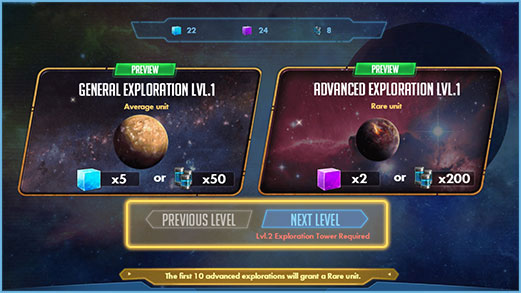 22 24 8
PREVIEW
GENERAL EXPLORATION LVL.1
Average unit
x5 or x50
PREVIEW
ADVANCED EXPLORATION LVL.1
Rare unit
x2 or x200
PREVIOUS LEVEL NEXT LEVEL
Lvl.2 Exploration Tower Required
The first 10 advanced explorations will grant a Rare unit.